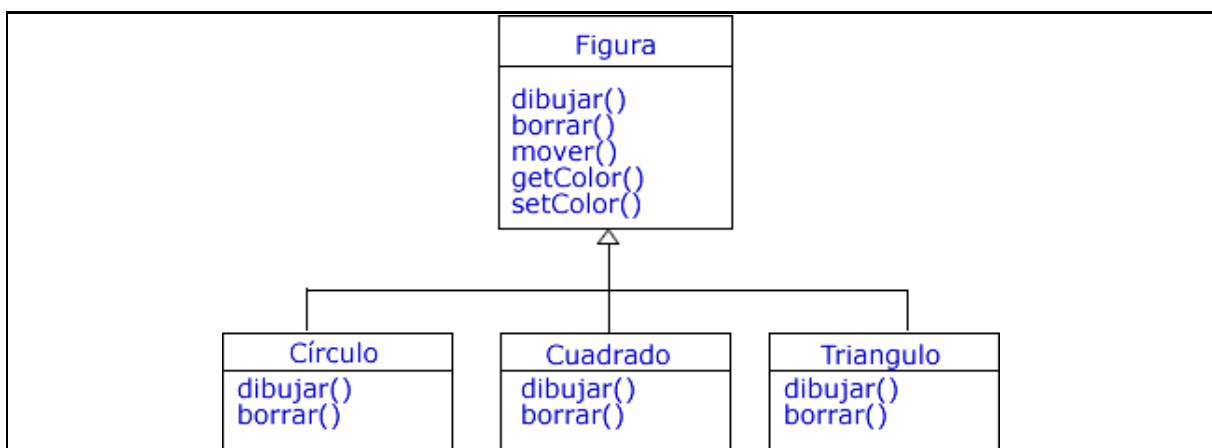 Figura
dibujar()
borrar()
mover()
getColor()
setColor()
Círculo
dibujar()
borrar()
Cuadrado
dibujar()
borrar()
Triangulo
dibujar()
borrar()